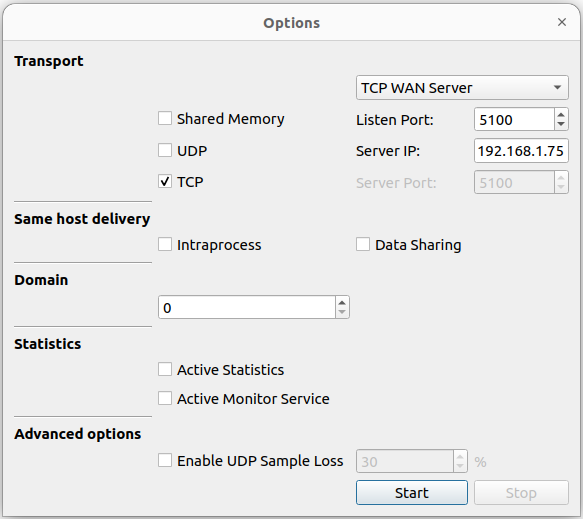 Options
Transport
TCP WAN Server
Shared Memory Listen Port: 5100
UDP Server IP: 192.168.1.75
TCP Server Port: 5100
Same host delivery
Intraprocess Data Sharing
Domain
0
Statistics
Active Statistics
Active Monitor Service
Advanced options
Enable UDP Sample Loss 30 %
Start Stop